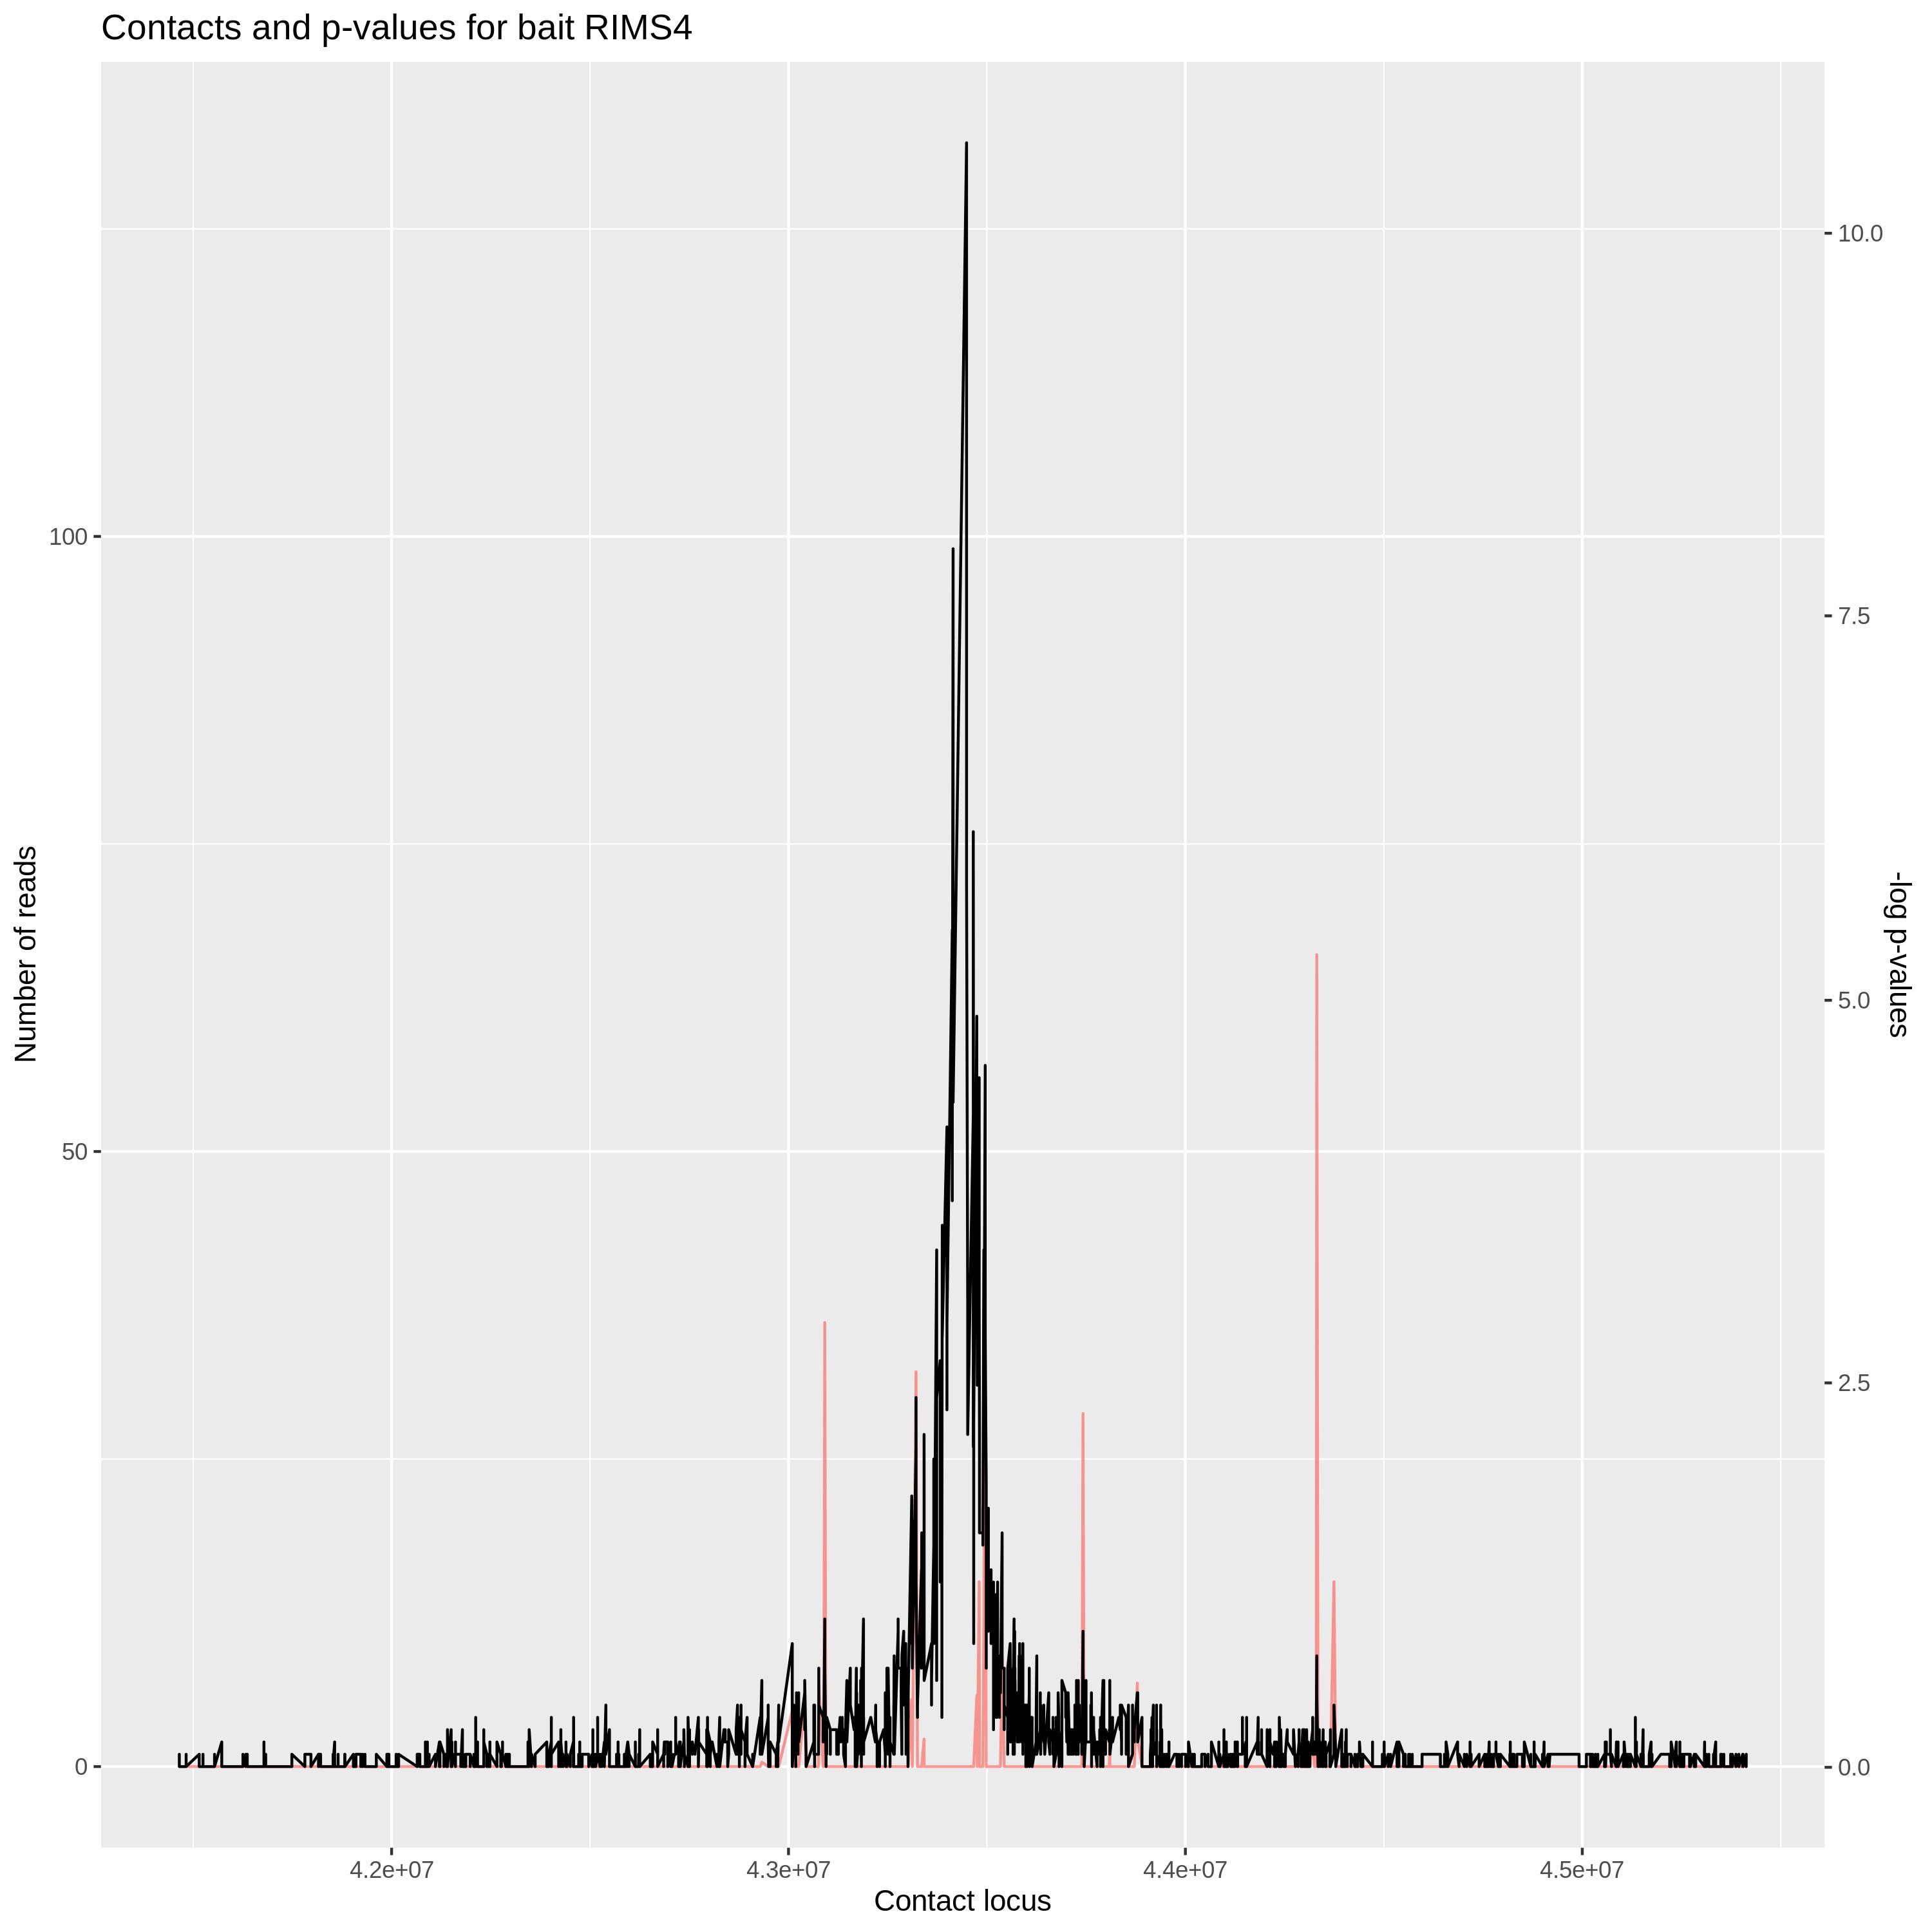 Contacts and p-values for bait RIMS4
Number of reads
100
50
0
10.0
7.5
5.0
2.5
0.0
-log p-values
4.2e+07
4.3e+07
4.4e+07
4.5e+07
Contact locus